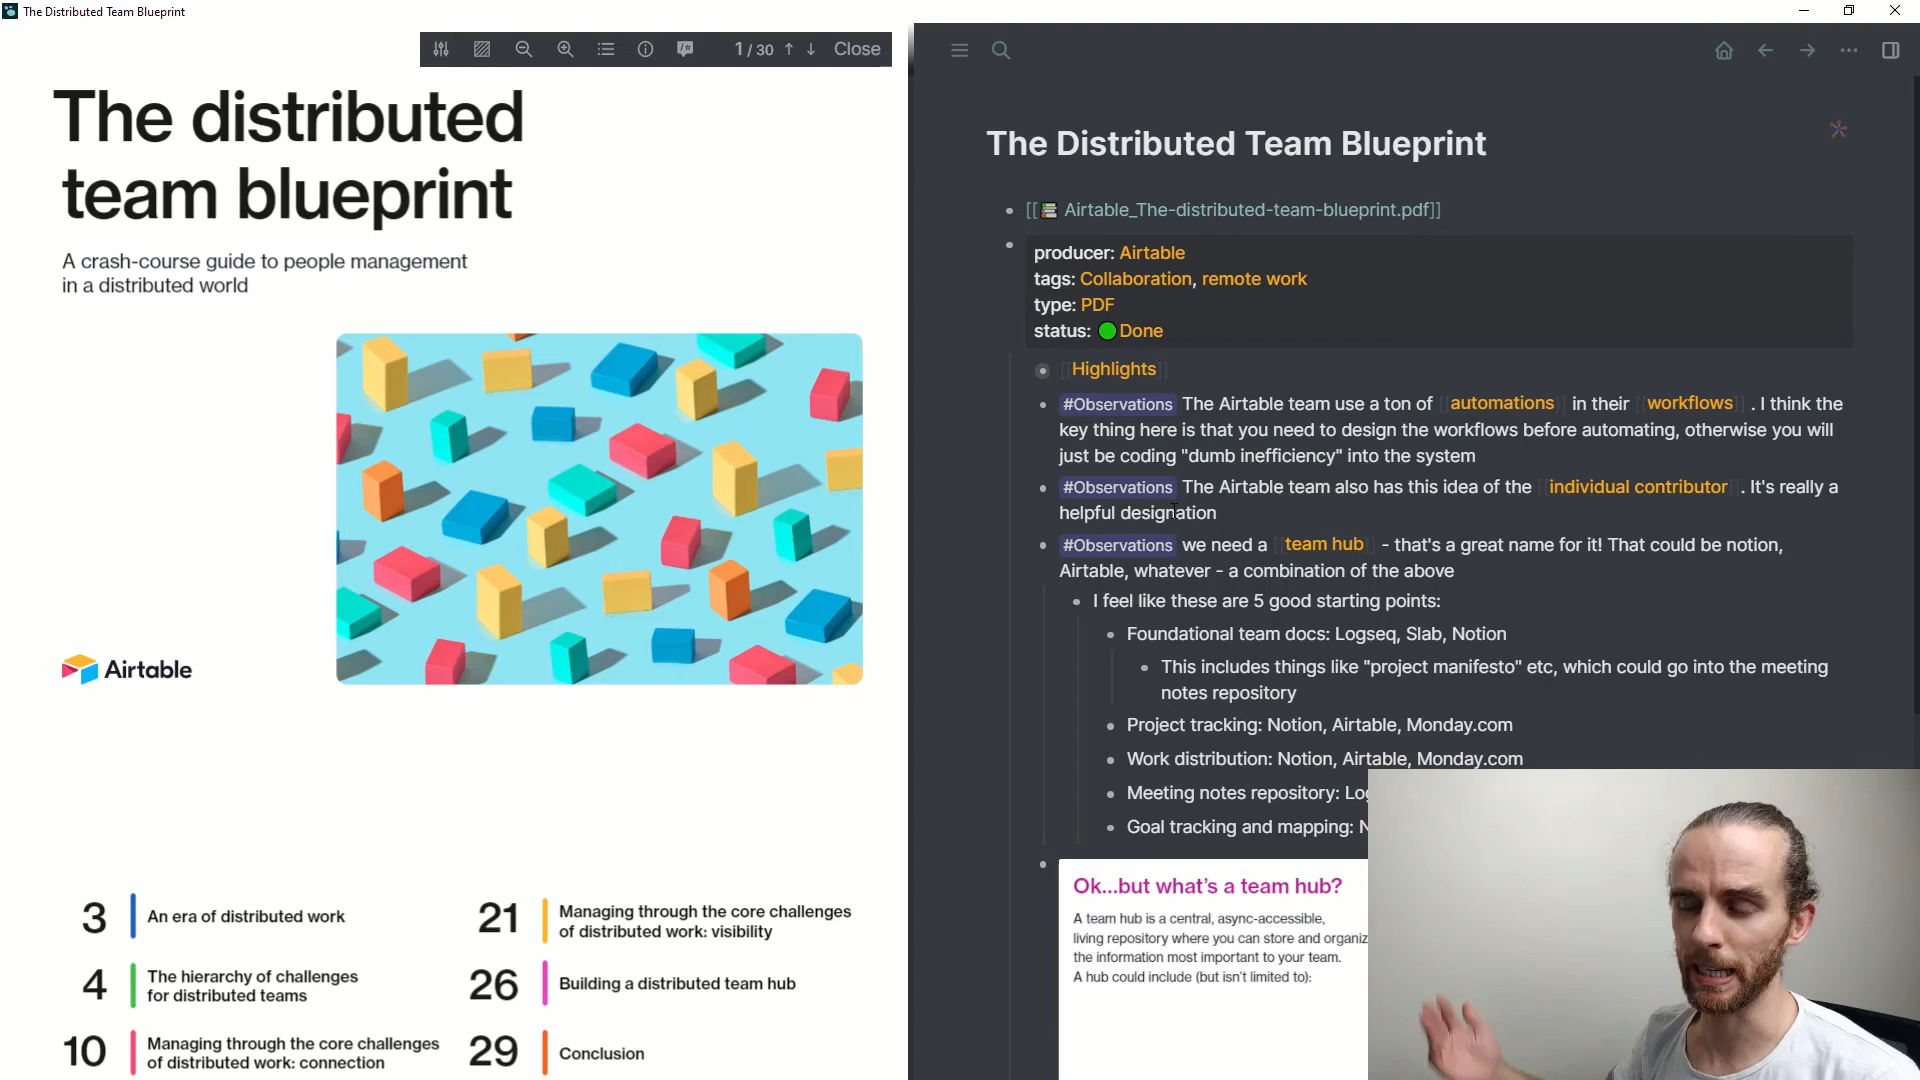 The Distributed Team Blueprint
1 / 30 ↑ ↓ Close
The distributed
team blueprint
A crash-course guide to people management
in a distributed world
Airtable
3 An era of distributed work
4 The hierarchy of challenges
for distributed teams
10 Managing through the core challenges
of distributed work: connection
21 Managing through the core challenges
of distributed work: visibility
26 Building a distributed team hub
29 Conclusion
The Distributed Team Blueprint
[[📚 Airtable_The-distributed-team-blueprint.pdf]]
producer: Airtable
tags: Collaboration, remote work
type: PDF
status: 🟢Done
[[Highlights]]
#Observations The Airtable team use a ton of [[automations]] in their [[workflows]] . I think the
key thing here is that you need to design the workflows before automating, otherwise you will
just be coding "dumb inefficiency" into the system
#Observations The Airtable team also has this idea of the [[individual contributor]]. It's really a
helpful designation
#Observations we need a [[team hub]] - that's a great name for it! That could be notion,
Airtable, whatever - a combination of the above
I feel like these are 5 good starting points:
Foundational team docs: Logseq, Slab, Notion
This includes things like "project manifesto" etc, which could go into the meeting
notes repository
Project tracking: Notion, Airtable, Monday.com
Work distribution: Notion, Airtable, Monday.com
Meeting notes repository: Log
Goal tracking and mapping: N
Ok...but what's a team hub?
A team hub is a central, async-accessible,
living repository where you can store and organiz
the information most important to your team.
A hub could include (but isn't limited to):